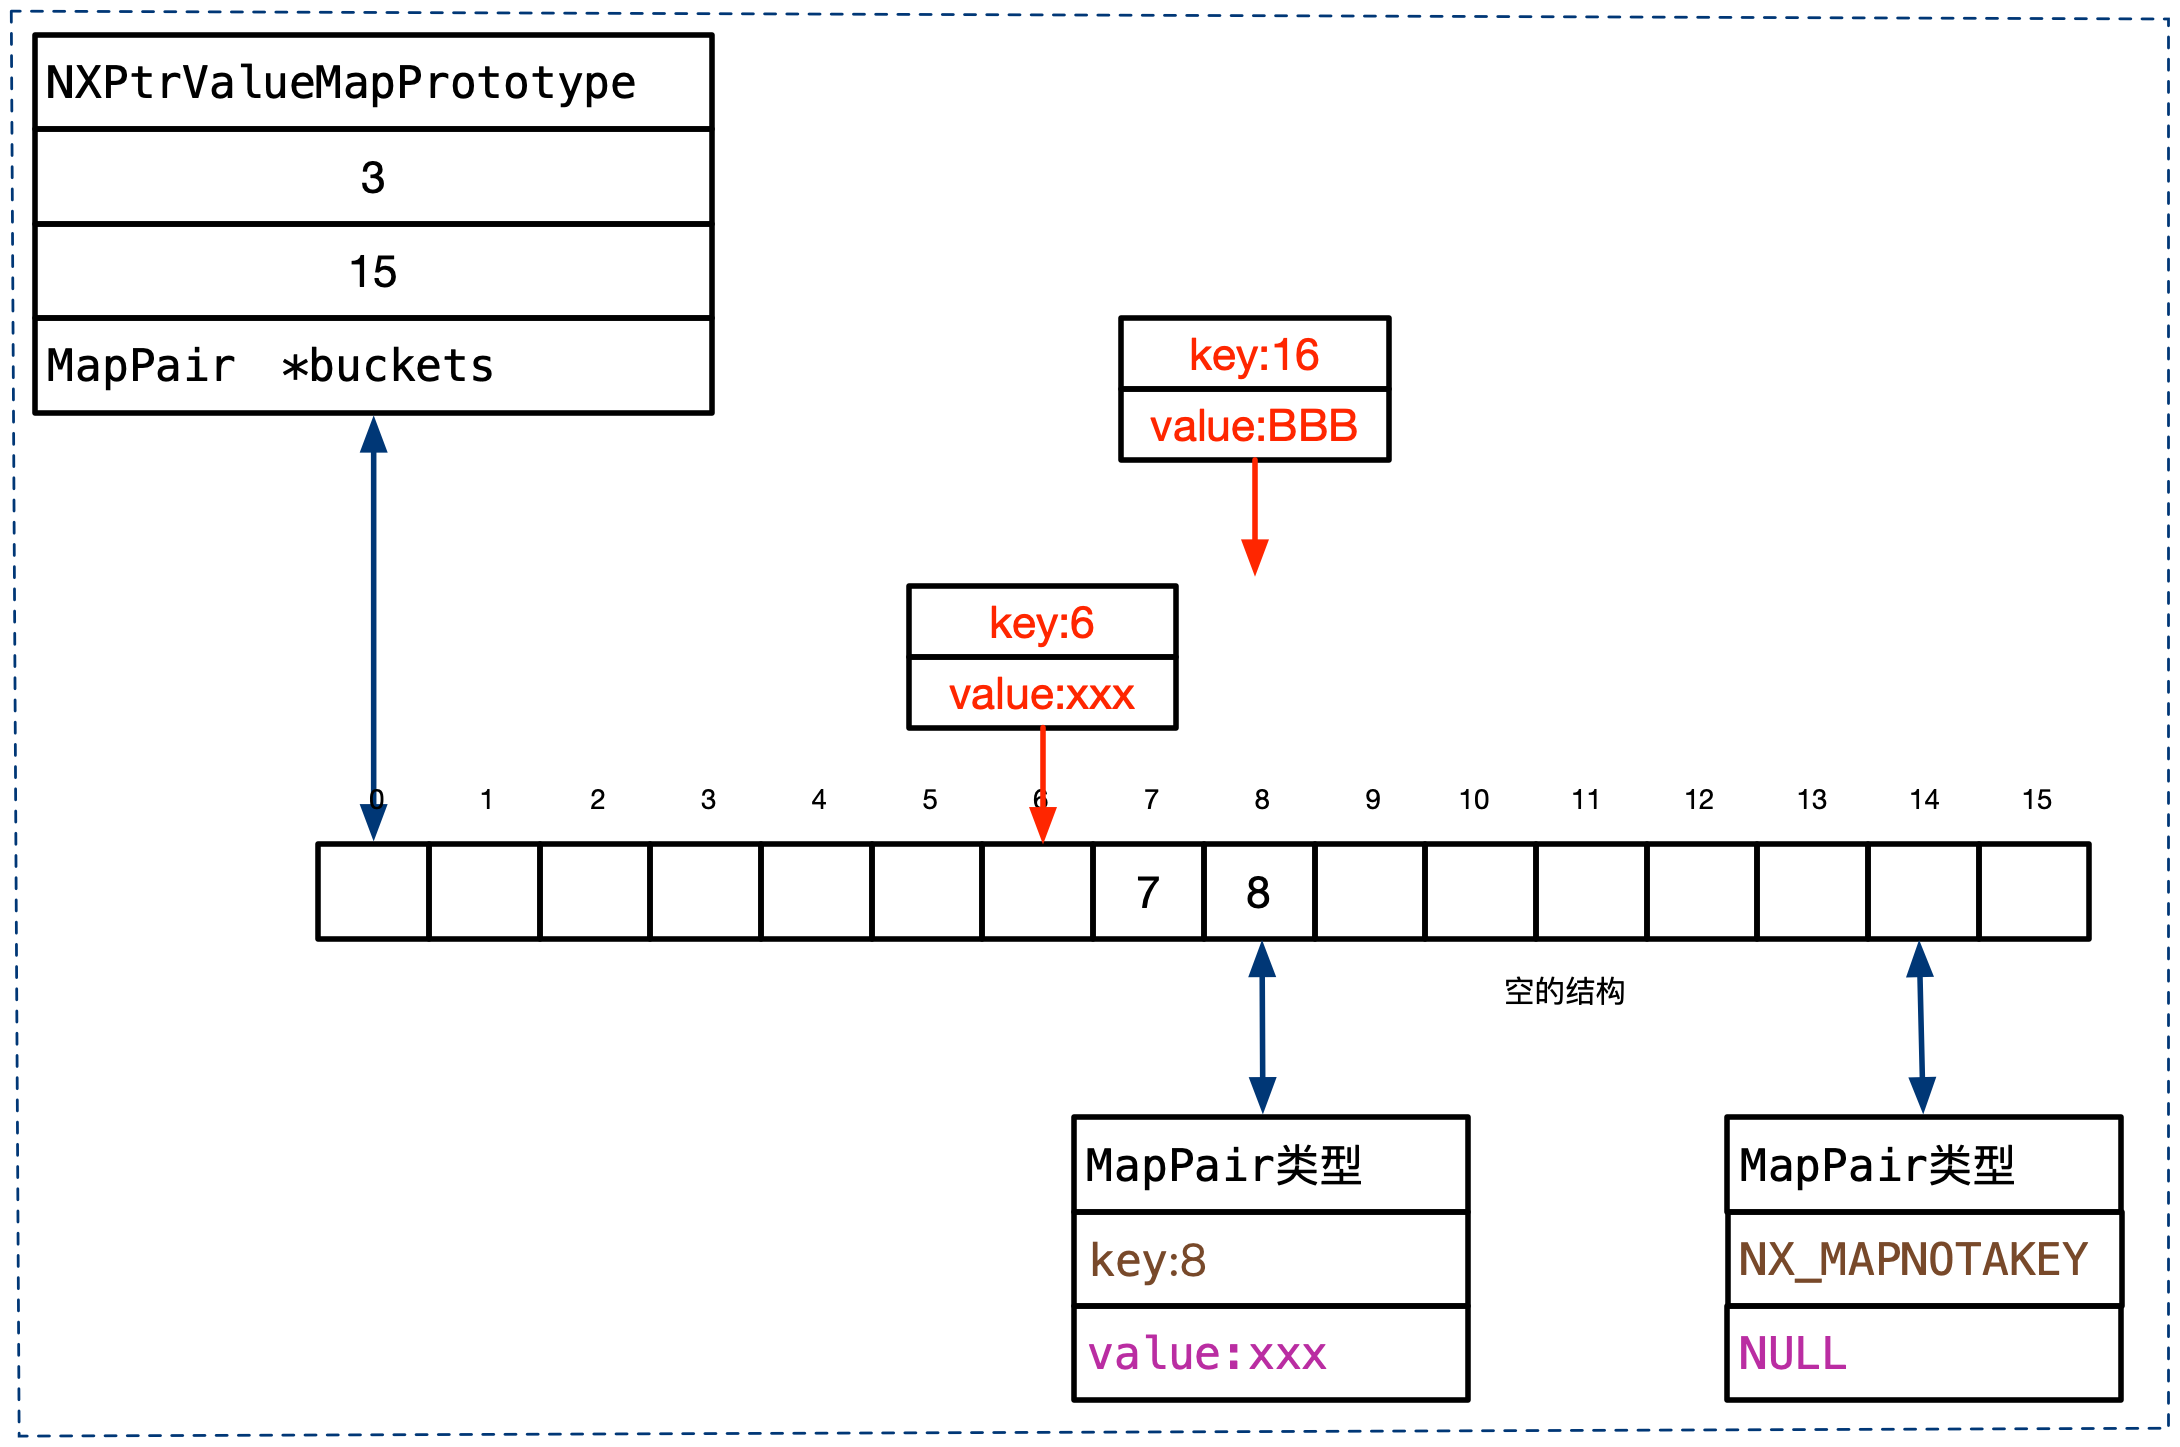 NXPtrValueMapPrototype
3
15
MapPair *buckets
key:16
value:BBB
key:6
value:xxx
0 1 2 3 4 5 6 7 8 9 10 11 12 13 14 15
7 8
空的结构
MapPair类型
key:8
value:xxx
MapPair类型
NX_MAPNOTAKEY
NULL